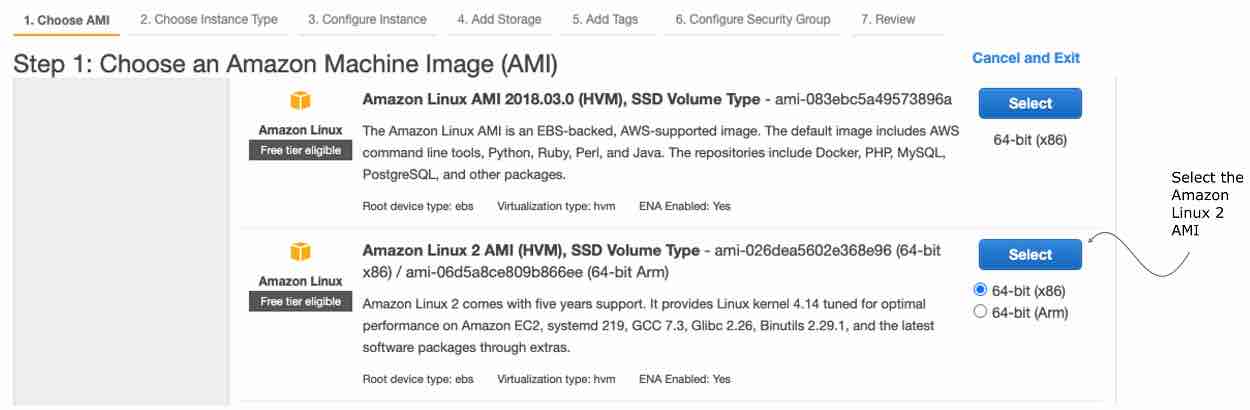 1. Choose AMI 2. Choose Instance Type 3. Configure Instance 4. Add Storage 5. Add Tags 6. Configure Security Group 7. Review
Step 1: Choose an Amazon Machine Image (AMI)
Cancel and Exit
Amazon Linux
Free tier eligible
Amazon Linux AMI 2018.03.0 (HVM), SSD Volume Type - ami-083ebc5a49573896a
The Amazon Linux AMI is an EBS-backed, AWS-supported image. The default image includes AWS
command line tools, Python, Ruby, Perl, and Java. The repositories include Docker, PHP, MySQL,
PostgreSQL, and other packages.
Root device type: ebs Virtualization type: hvm ENA Enabled: Yes
Select
64-bit (x86)
Amazon Linux
Free tier eligible
Amazon Linux 2 AMI (HVM), SSD Volume Type - ami-026dea5602e368e96 (64-bit
x86) / ami-06d5a8ce809b866ee (64-bit Arm)
Amazon Linux 2 comes with five years support. It provides Linux kernel 4.14 tuned for optimal
performance on Amazon EC2, systemd 219, GCC 7.3, Glibc 2.26, Binutils 2.29.1, and the latest
software packages through extras.
Root device type: ebs Virtualization type: hvm ENA Enabled: Yes
Select
64-bit (x86)
64-bit (Arm)
Select the
Amazon
Linux 2
AMI